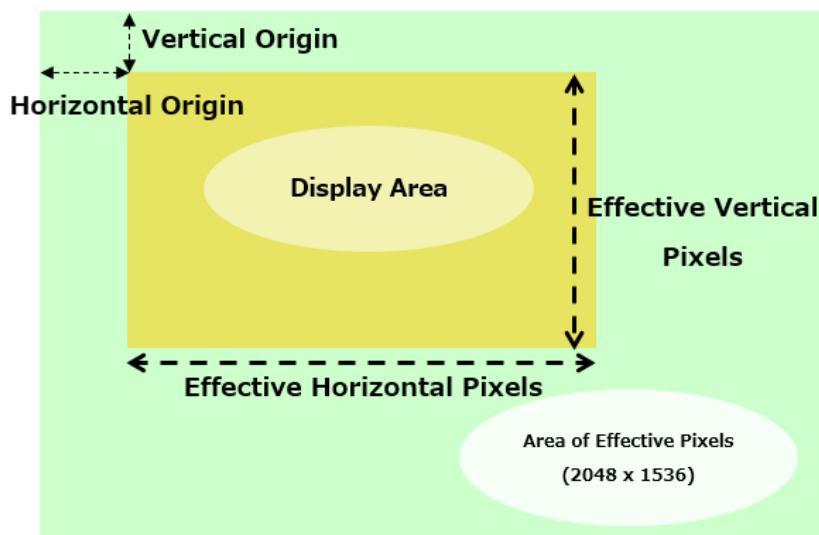 Vertical Origin
Horizontal Origin
Display Area
Effective Vertical
Pixels
Effective Horizontal Pixels
Area of Effective Pixels
(2048 x 1536)